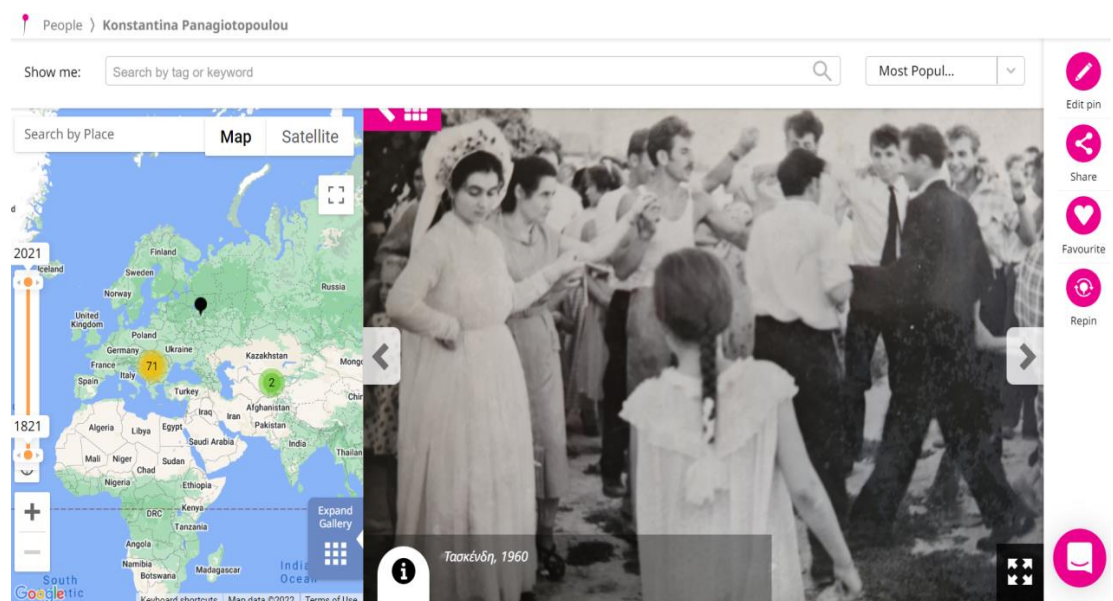 People 〉 Konstantina Panagiotopoulou
Show me:
Search by tag or keyword
Most Popul...
Search by Place
Map
Satellite
2021
1821
Iceland
Finland
Sweden
Norway
Russia
United
Kingdom
Poland
Germany
Ukraine
France
Italy
Spain
Kazakhstan
71
2
Turkey
Iraq
Iran
Afghanistan
Pakistan
Algeria
Libya
Egypt
Saudi Arabia
India
Mali
Niger
Chad
Sudan
Nigeria
Ethiopia
DRC
Kenya
Tanzania
Angola
Namibia
Botswana
Madagascar
Expand
Gallery
+
−
Google
Keyboard shortcuts
Map data ©2022
Terms of Use
Τασκένδη, 1960
Edit pin
Share
Favourite
Repin